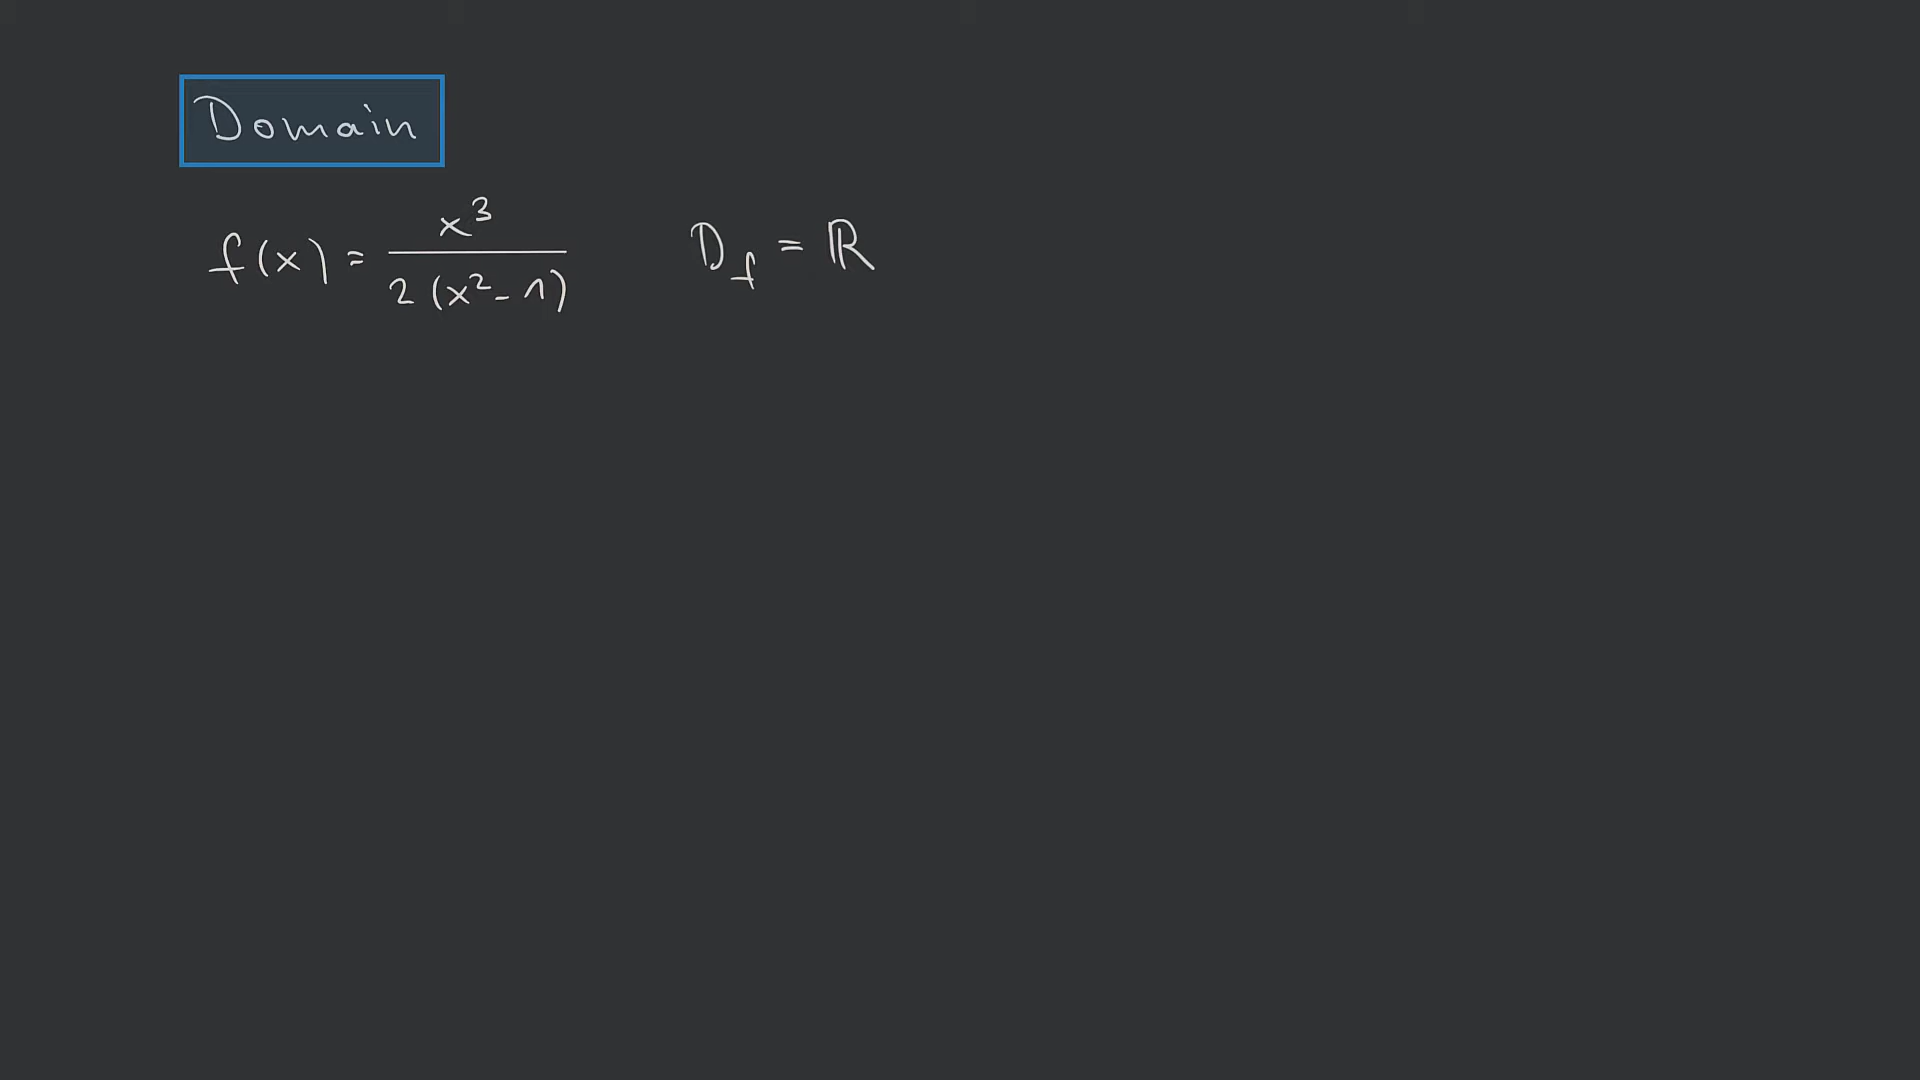 Domain
f(x) = x³ / 2(x²-1) D_f = ℝ